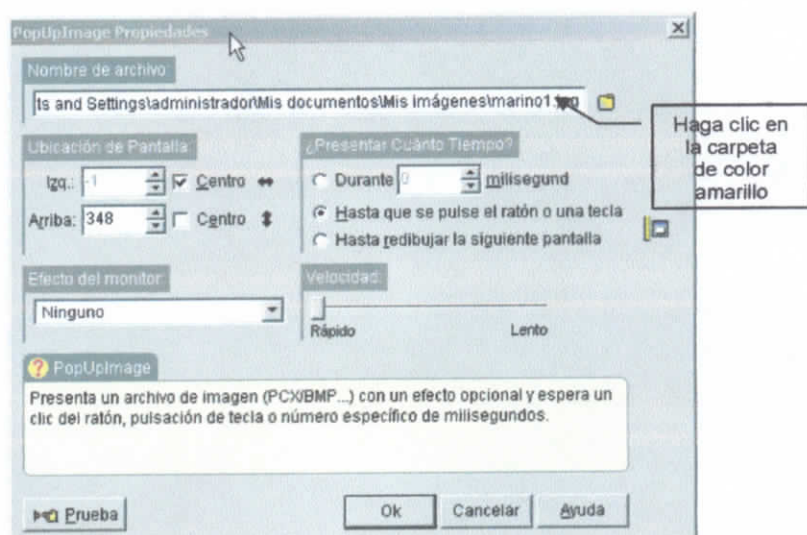 PopUpImage Propiedades
Nombre de archivo
ts and Settings\administrador\Mis documentos\Mis imágenes\marino1.
Haga clic en
la carpeta
de color
amarillo
Ubicación de Pantalla:
Izq.: -1 Centro
Arriba: 348 Centro
¿Presentar Cuánto Tiempo?
Durante 0 milisegund
Hasta que se pulse el ratón o una tecla
Hasta redibujar la siguiente pantalla
Efecto del monitor:
Ninguno
Velocidad:
Rápido Lento
? PopUpImage
Presenta un archivo de imagen (PCX/BMP...) con un efecto opcional y espera un
clic del ratón, pulsación de tecla o número específico de milisegundos.
Prueba Ok Cancelar Ayuda